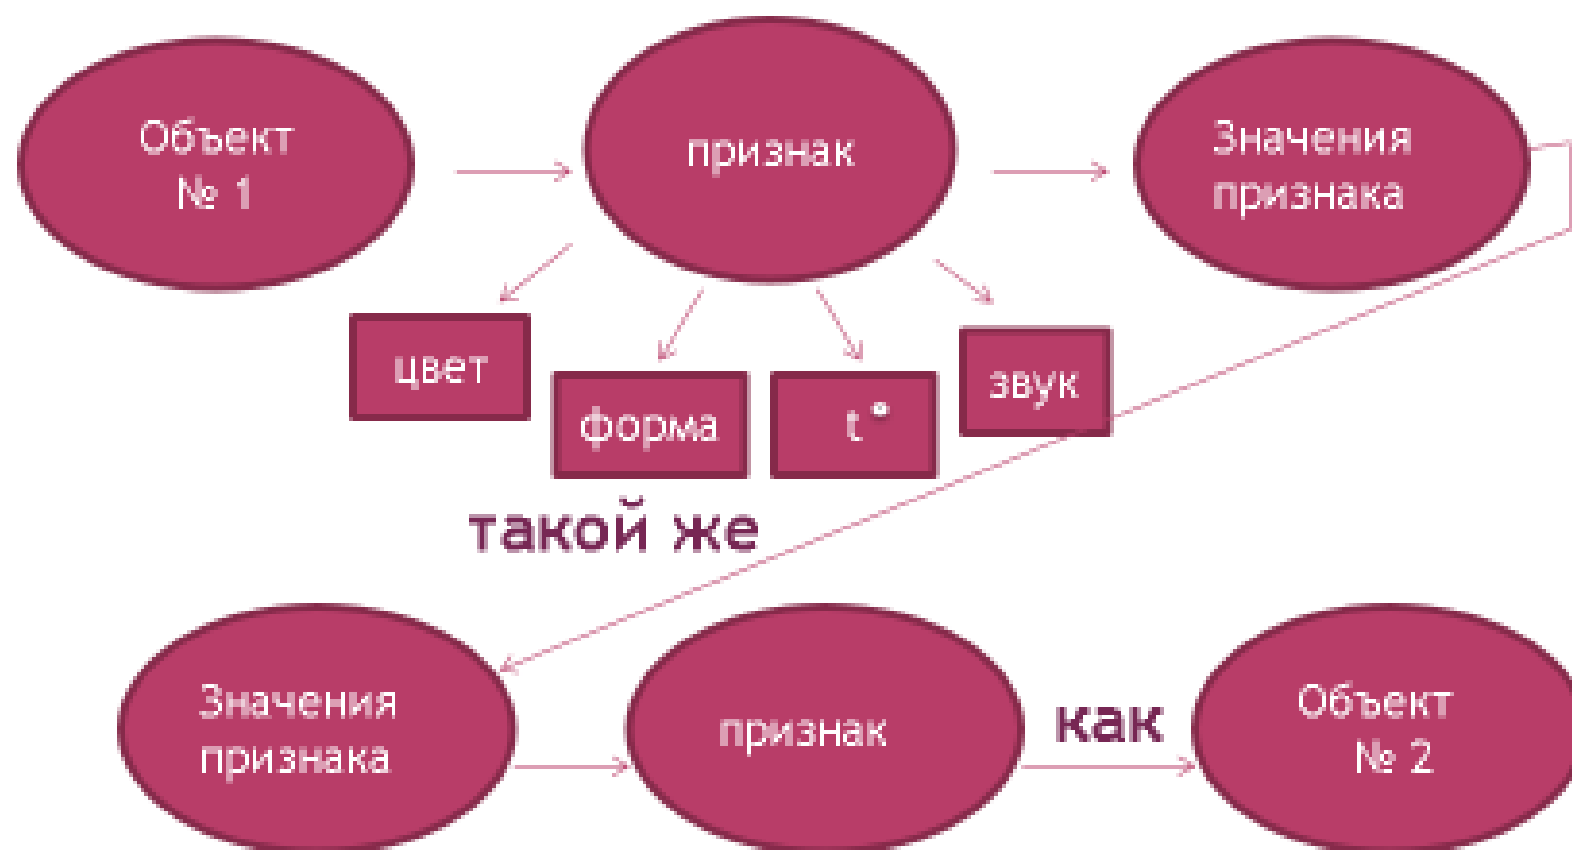 Объект
№ 1
признак
Значения
признака
цвет
форма
t°
звук
такой же
Значения
признака
признак
как
Объект
№ 2